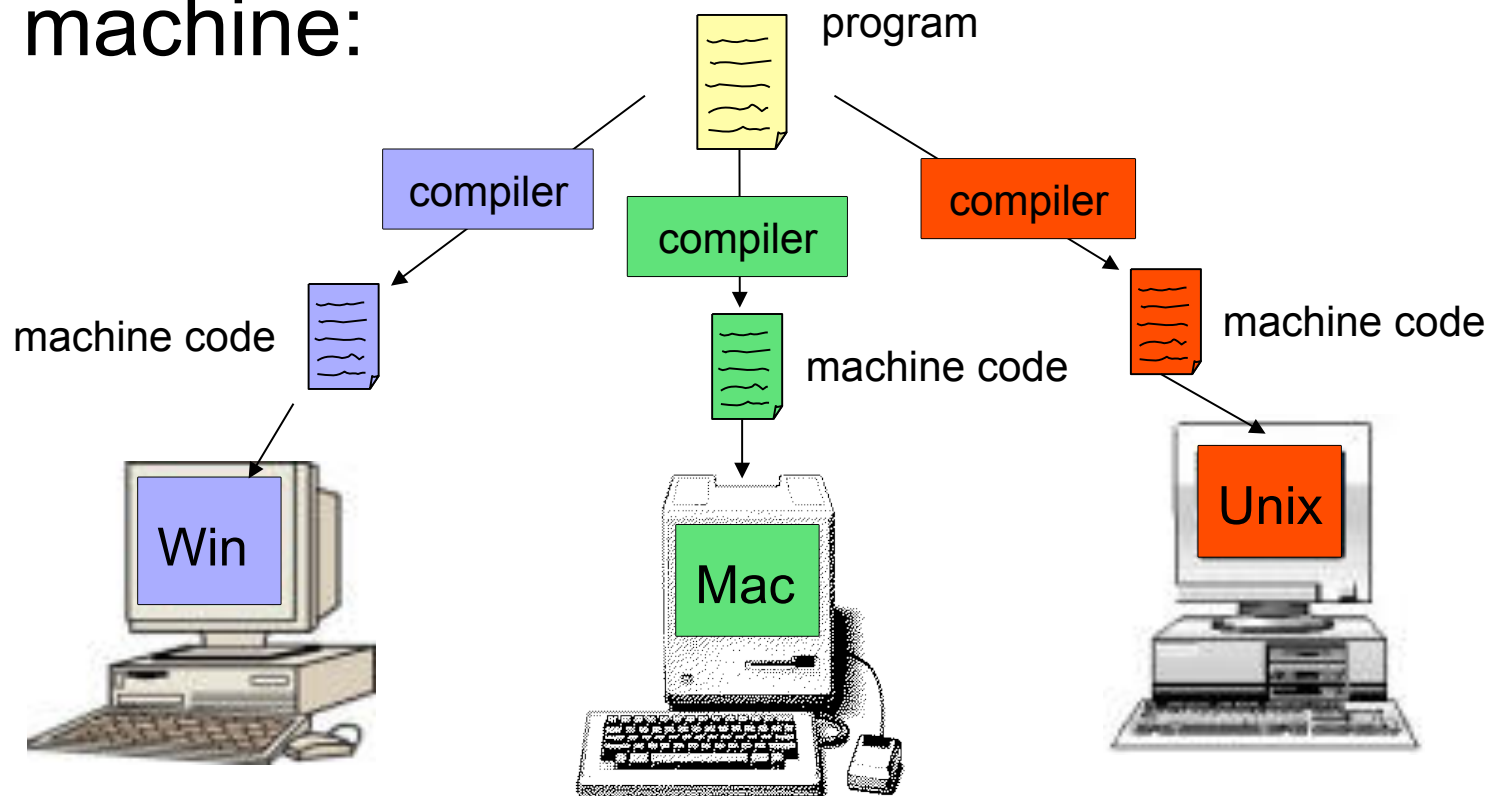 machine:
program
compiler
compiler
compiler
machine code
machine code
machine code
Win
Mac
Unix